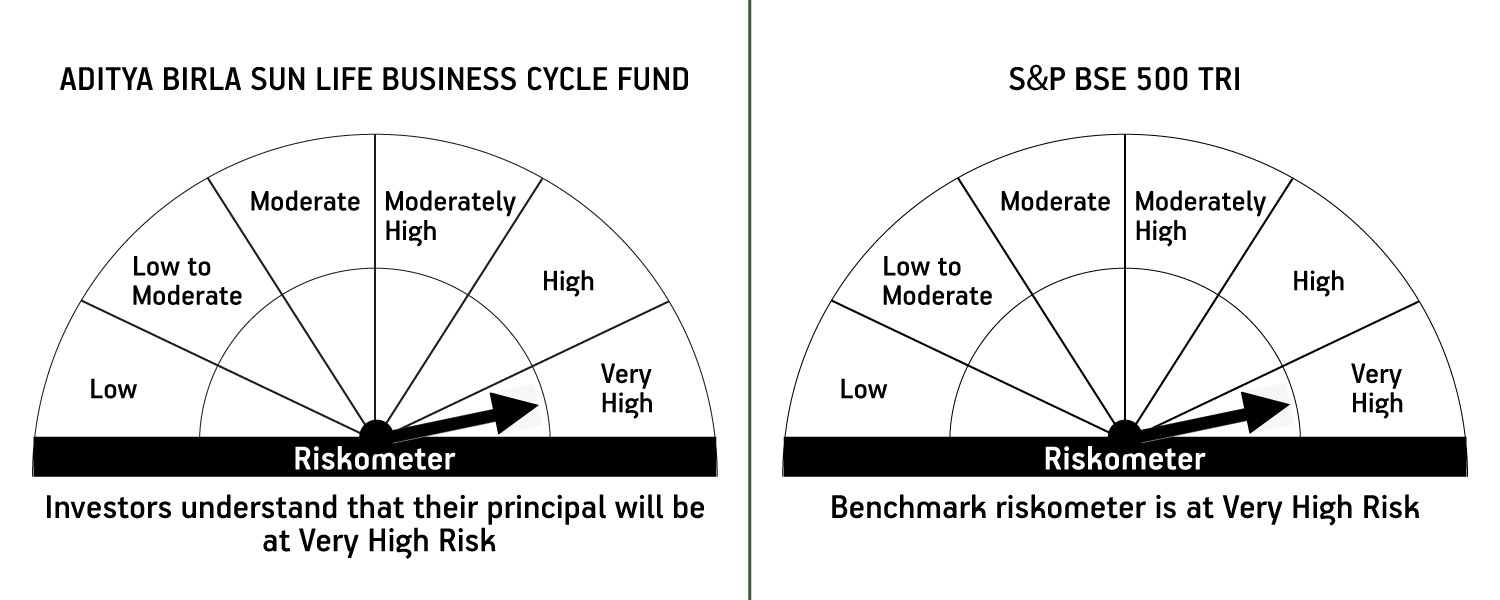 ADITYA BIRLA SUN LIFE BUSINESS CYCLE FUND
Moderate
Moderately
High
Low to
Moderate
High
Low
Very
High
Riskometer
Investors understand that their principal will be
at Very High Risk
S&P BSE 500 TRI
Moderate
Moderately
High
Low to
Moderate
High
Low
Very
High
Riskometer
Benchmark riskometer is at Very High Risk